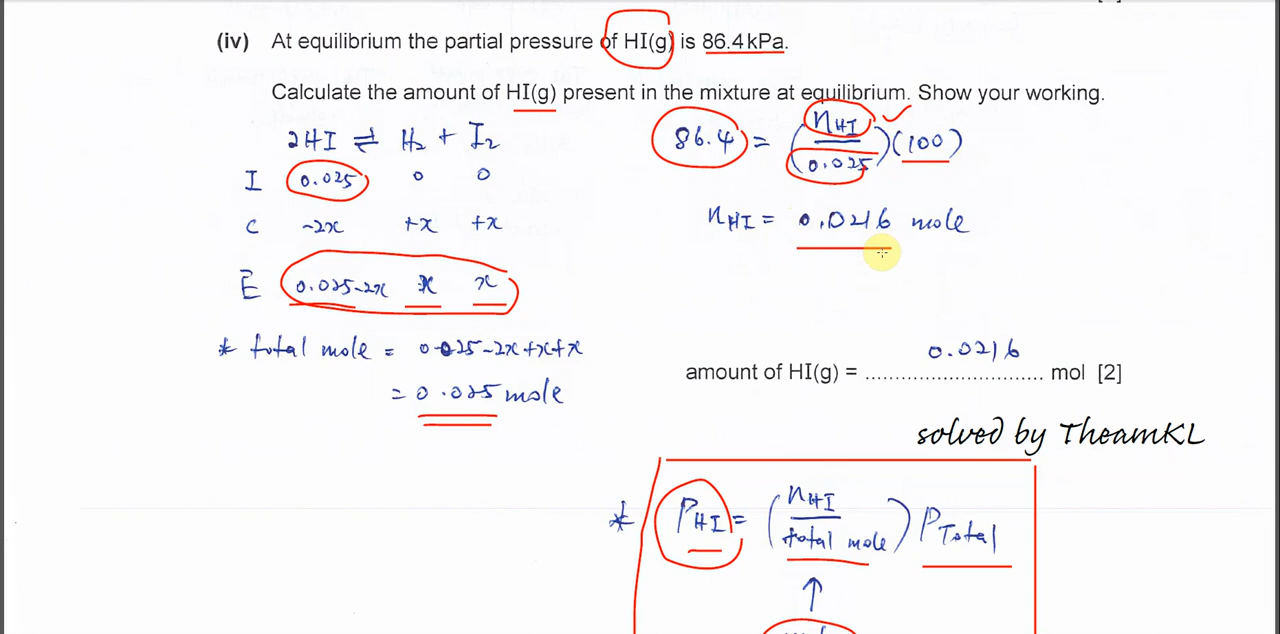 (iv) At equilibrium the partial pressure of HI(g) is 86.4 kPa.
Calculate the amount of HI(g) present in the mixture at equilibrium. Show your working.
2HI ⇌ H₂ + I₂
I 0.025 0 0
C -2x +x +x
E 0.025-2x x x
* total mole = 0.025-2x+x+x
= 0.025 mole
86.4 = (nHI / 0.025)(100)
nHI = 0.0216 mole
0.0216
amount of HI(g) = .............................. mol [2]
solved by TheamKL
* PHI = (nHI / total mole) PTotal